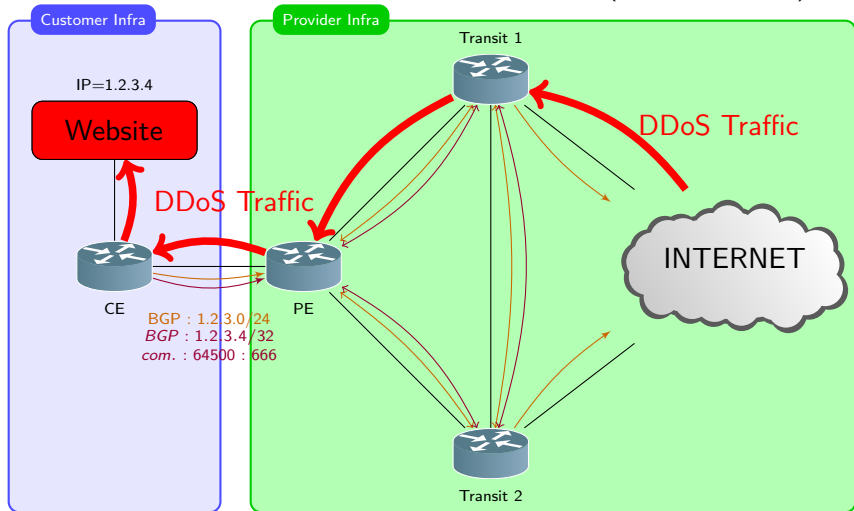 Customer Infra
Provider Infra
Transit 1
IP=1.2.3.4
Website
DDoS Traffic
DDoS Traffic
INTERNET
CE
PE
BGP : 1.2.3.0/24
BGP : 1.2.3.4/32
com. : 64500 : 666
Transit 2